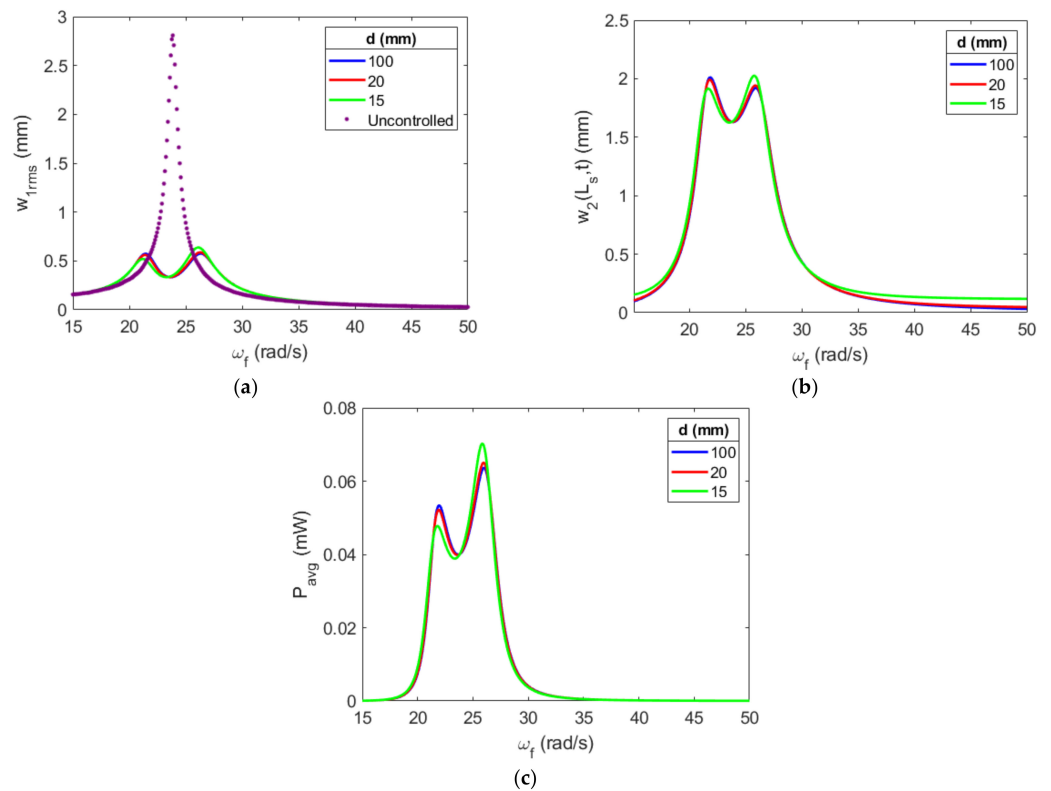 3
2.5
2
1.5
1
0.5
0
15 20 25 30 35 40 45 50
w1rms (mm)
ωf (rad/s)
d (mm)
100
20
15
Uncontrolled
(a)
2.5
2
1.5
1
0.5
0
20 25 30 35 40 45 50
w2(Ls,t) (mm)
ωf (rad/s)
d (mm)
100
20
15
(b)
0.08
0.06
0.04
0.02
0
15 20 25 30 35 40 45 50
Pavg (mW)
ωf (rad/s)
d (mm)
100
20
15
(c)